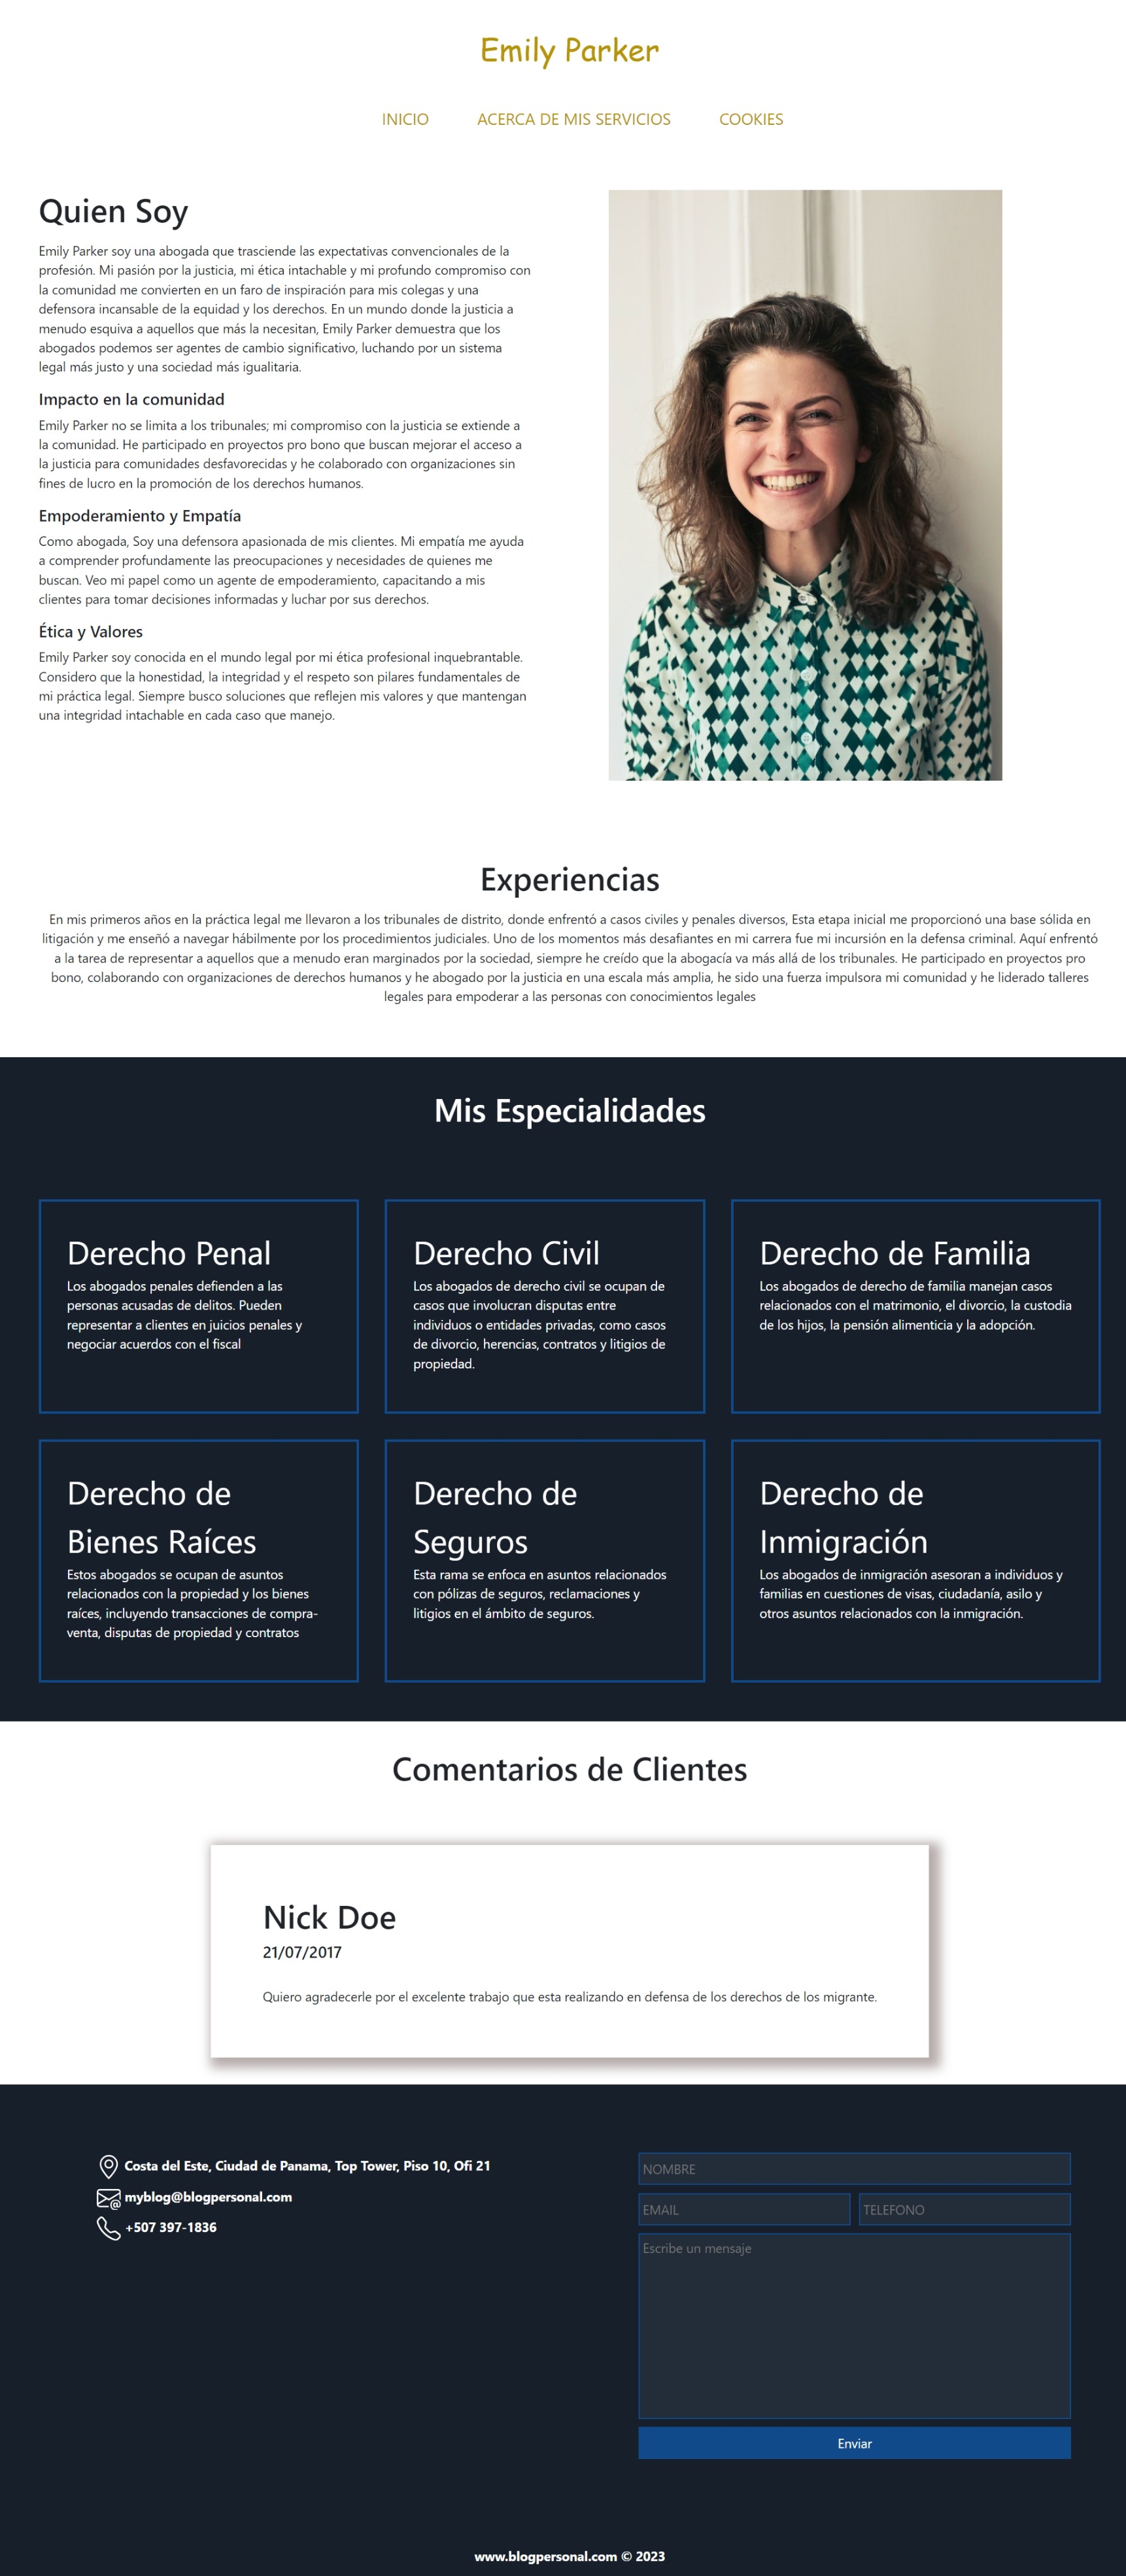 Emily Parker
INICIO ACERCA DE MIS SERVICIOS COOKIES
Quien Soy
Emily Parker soy una abogada que trasciende las expectativas convencionales de la
profesión. Mi pasión por la justicia, mi ética intachable y mi profundo compromiso con
la comunidad me convierten en un faro de inspiración para mis colegas y una
defensora incansable de la equidad y los derechos. En un mundo donde la justicia a
menudo esquiva a aquellos que más la necesitan, Emily Parker demuestra que los
abogados podemos ser agentes de cambio significativo, luchando por un sistema
legal más justo y una sociedad más igualitaria.
Impacto en la comunidad
Emily Parker no se limita a los tribunales; mi compromiso con la justicia se extiende a
la comunidad. He participado en proyectos pro bono que buscan mejorar el acceso a
la justicia para comunidades desfavorecidas y he colaborado con organizaciones sin
fines de lucro en la promoción de los derechos humanos.
Empoderamiento y Empatía
Como abogada, Soy una defensora apasionada de mis clientes. Mi empatía me ayuda
a comprender profundamente las preocupaciones y necesidades de quienes me
buscan. Veo mi papel como un agente de empoderamiento, capacitando a mis
clientes para tomar decisiones informadas y luchar por sus derechos.
Ética y Valores
Emily Parker soy conocida en el mundo legal por mi ética profesional inquebrantable.
Considero que la honestidad, la integridad y el respeto son pilares fundamentales de
mi práctica legal. Siempre busco soluciones que reflejen mis valores y que mantengan
una integridad intachable en cada caso que manejo.
Experiencias
En mis primeros años en la práctica legal me llevaron a los tribunales de distrito, donde enfrentó a casos civiles y penales diversos, Esta etapa inicial me proporcionó una base sólida en
litigación y me enseñó a navegar hábilmente por los procedimientos judiciales. Uno de los momentos más desafiantes en mi carrera fue mi incursión en la defensa criminal. Aquí enfrentó
a la tarea de representar a aquellos que a menudo eran marginados por la sociedad, siempre he creído que la abogacía va más allá de los tribunales. He participado en proyectos pro
bono, colaborando con organizaciones de derechos humanos y he abogado por la justicia en una escala más amplia, he sido una fuerza impulsora mi comunidad y he liderado talleres
legales para empoderar a las personas con conocimientos legales
Mis Especialidades
Derecho Penal
Los abogados penales defienden a las
personas acusadas de delitos. Pueden
representar a clientes en juicios penales y
negociar acuerdos con el fiscal
Derecho Civil
Los abogados de derecho civil se ocupan de
casos que involucran disputas entre
individuos o entidades privadas, como casos
de divorcio, herencias, contratos y litigios de
propiedad.
Derecho de Familia
Los abogados de derecho de familia manejan casos
relacionados con el matrimonio, el divorcio, la custodia
de los hijos, la pensión alimenticia y la adopción.
Derecho de
Bienes Raíces
Estos abogados se ocupan de asuntos
relacionados con la propiedad y los bienes
raíces, incluyendo transacciones de compra-
venta, disputas de propiedad y contratos
Derecho de
Seguros
Esta rama se enfoca en asuntos relacionados
con pólizas de seguros, reclamaciones y
litigios en el ámbito de seguros.
Derecho de
Inmigración
Los abogados de inmigración asesoran a individuos y
familias en cuestiones de visas, ciudadanía, asilo y
otros asuntos relacionados con la inmigración.
Comentarios de Clientes
Nick Doe
21/07/2017
Quiero agradecerle por el excelente trabajo que esta realizando en defensa de los derechos de los migrante.
Costa del Este, Ciudad de Panama, Top Tower, Piso 10, Ofi 21
myblog@blogpersonal.com
+507 397-1836
NOMBRE
EMAIL TELEFONO
Escribe un mensaje
Enviar
www.blogpersonal.com © 2023